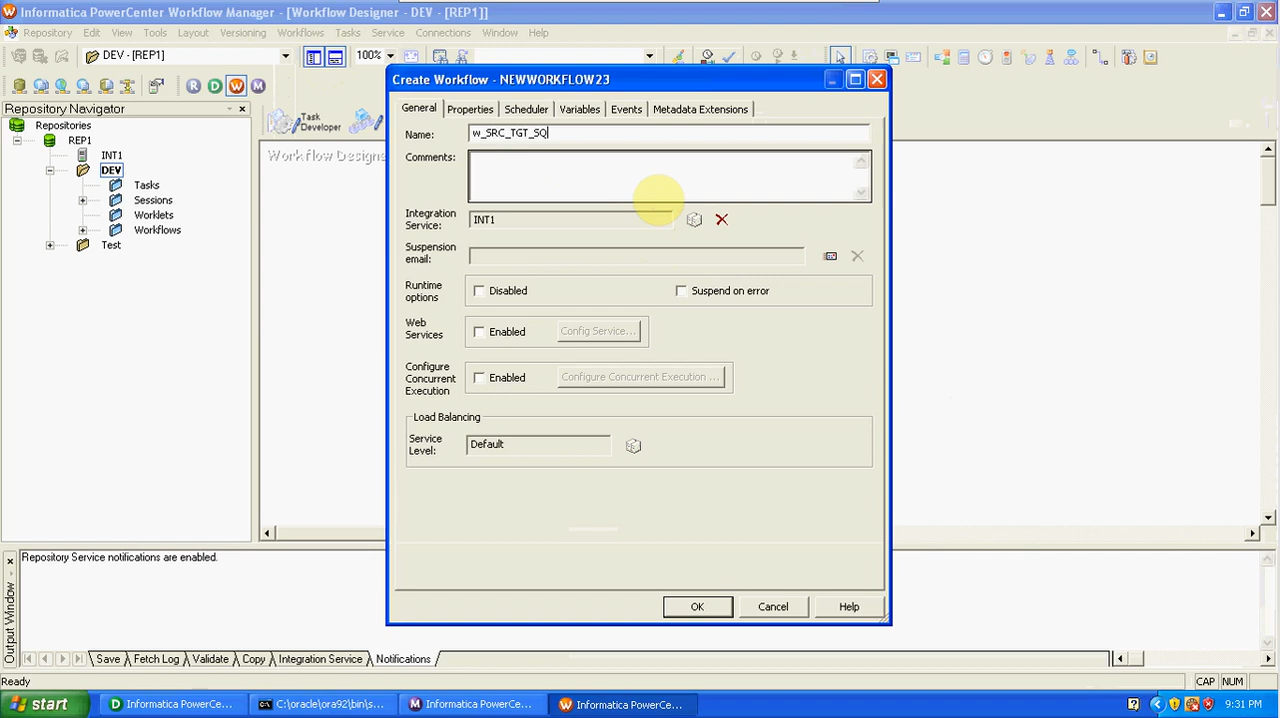 Informatica PowerCenter Workflow Manager - [Workflow Designer - DEV - [REP1]]
Repository Edit View Tools Layout Versioning Workflows Tasks Service Connections Window Help
DEV - [REP1] 100%
R D W M
Create Workflow - NEWWORKFLOW23
Repository Navigator
Repositories
REP1
INT1
DEV
Tasks
Sessions
Worklets
Workflows
Test
Task
Developer
Workflow Designer
General Properties Scheduler Variables Events Metadata Extensions
Name: w_SRC_TGT_SQ
Comments:
Integration
Service: INT1
Suspension
email:
Runtime
options Disabled Suspend on error
Web
Services Enabled Config Service...
Configure
Concurrent
Execution Enabled Configure Concurrent Execution ...
Load Balancing
Service
Level: Default
OK Cancel Help
Output Window
Repository Service notifications are enabled.
Save Fetch Log Validate Copy Integration Service Notifications
Ready CAP NUM
start Informatica PowerCe... C:\oracle\ora92\bin\s... Informatica PowerCe... Informatica PowerCe... 9:31 PM